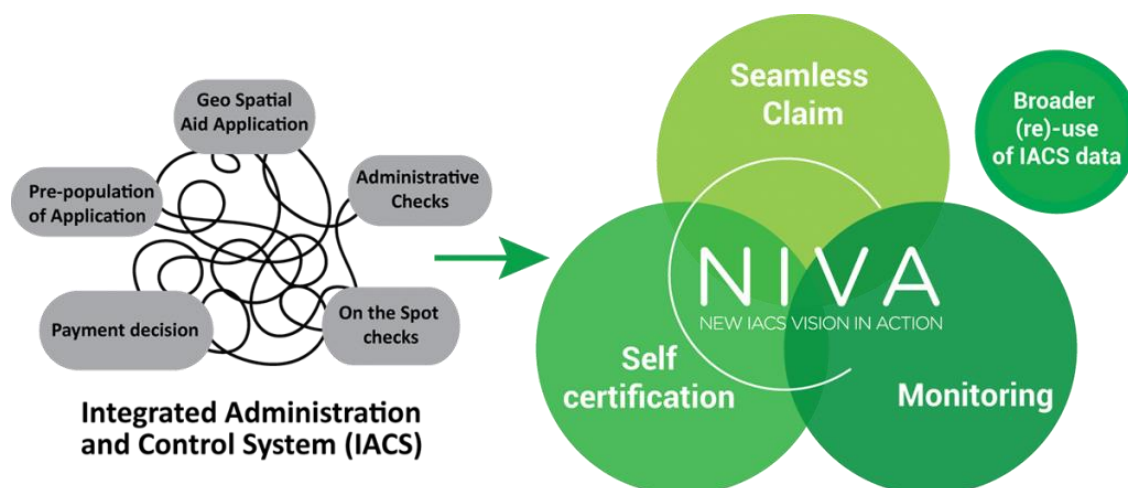 Geo Spatial
Aid Application
Pre-population
of Application
Administrative
Checks
Payment decision
On the Spot
checks
Integrated Administration
and Control System (IACS)
Seamless
Claim
Broader
(re)-use
of IACS data
NIVA
NEW IACS VISION IN ACTION
Self
certification
Monitoring